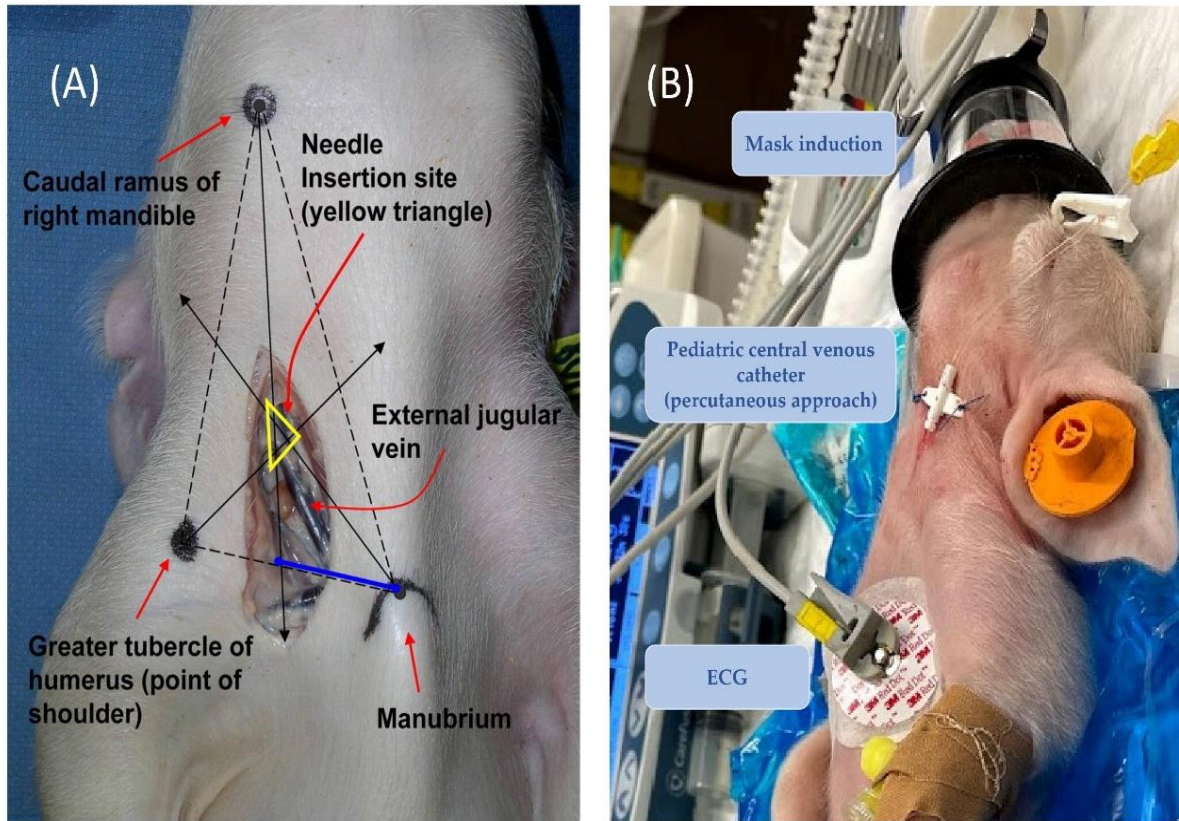 (A)
Caudal ramus of
right mandible
Needle
Insertion site
(yellow triangle)
External jugular
vein
Greater tubercle of
humerus (point of
shoulder)
Manubrium
(B)
Mask induction
Pediatric central venous
catheter
(percutaneous approach)
ECG
3M
Red Dot™